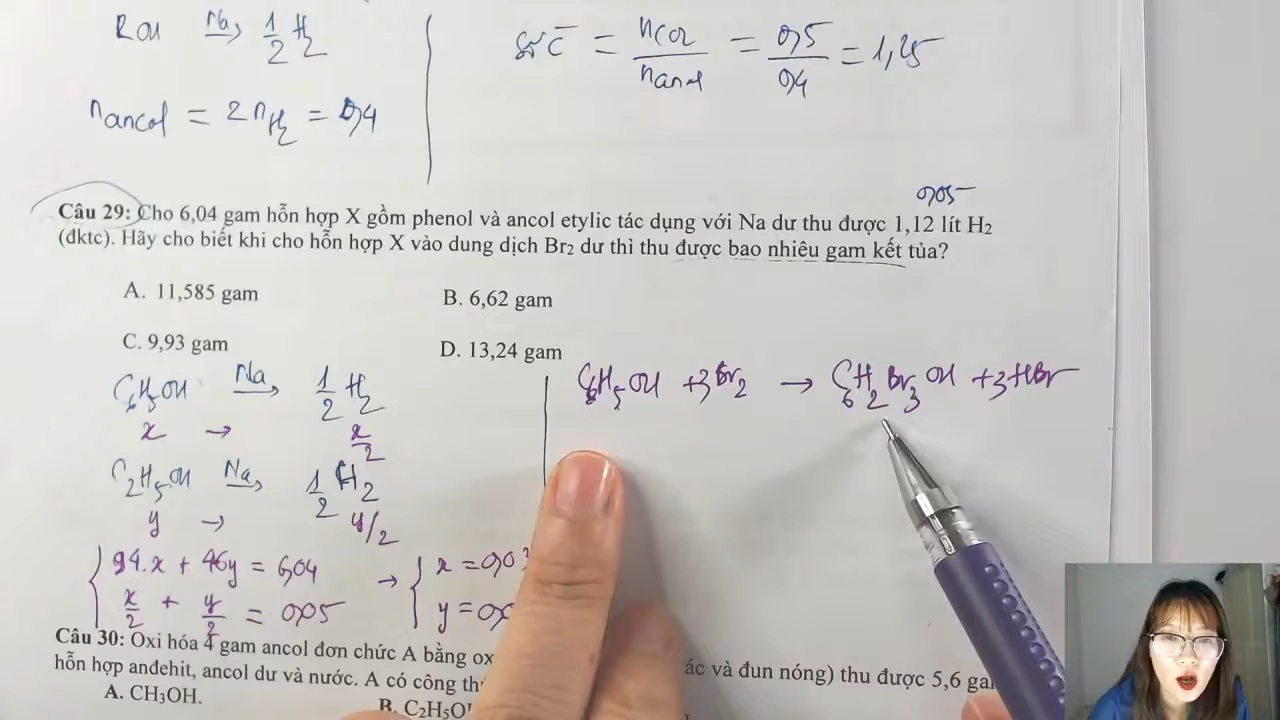 ROH Na→ 1/2 H2
số C̅ = nCO2/nancol = 0,5/0,4 = 1,25
nancol = 2nH2 = 0,4
0,05
Câu 29: Cho 6,04 gam hỗn hợp X gồm phenol và ancol etylic tác dụng với Na dư thu được 1,12 lít H2
(đktc). Hãy cho biết khi cho hỗn hợp X vào dung dịch Br2 dư thì thu được bao nhiêu gam kết tủa?
A. 11,585 gam B. 6,62 gam
C. 9,93 gam D. 13,24 gam
C6H5OH Na→ 1/2 H2
x → x/2
C2H5OH Na→ 1/2 H2
y → y/2
94.x + 46y = 6,04
x/2 + y/2 = 0,05
→ x = 0,0
y = 0,0
C6H5OH + 3Br2 → C6H2Br3OH + 3HBr
Câu 30: Oxi hóa 4 gam ancol đơn chức A bằng ox ác và đun nóng) thu được 5,6 ga
hỗn hợp anđehit, ancol dư và nước. A có công th
A. CH3OH. B. C2H5O